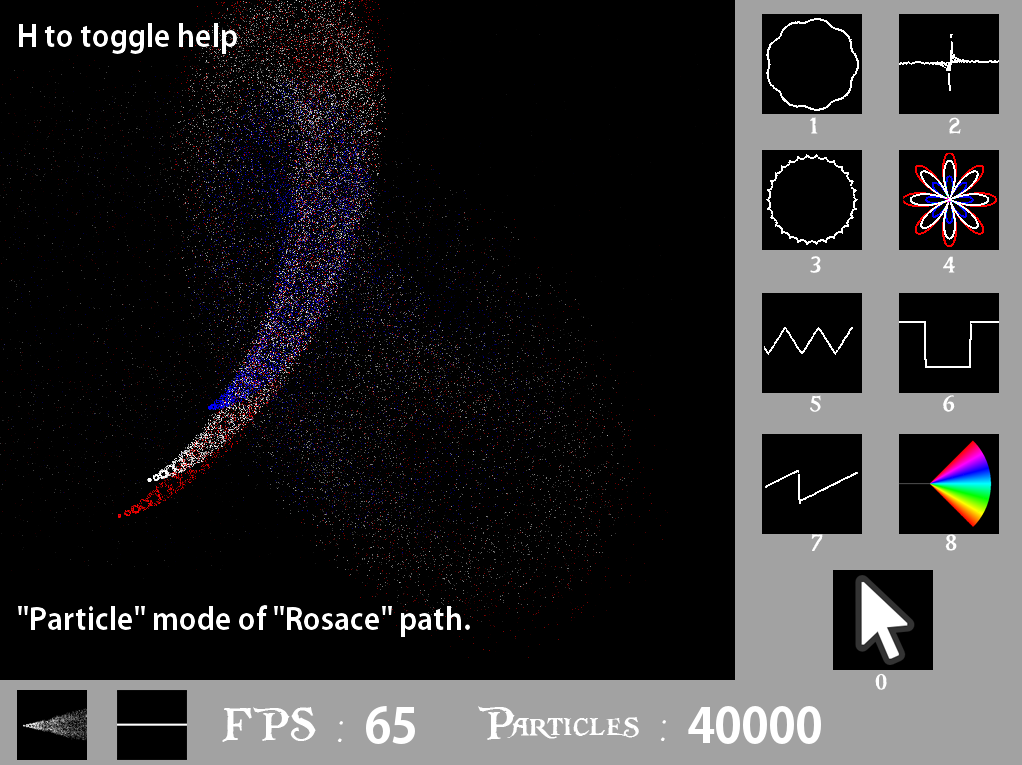 H to toggle help
1
2
3
4
5
6
7
8
0
"Particle" mode of "Rosace" path.
FPS : 65
Particles : 40000